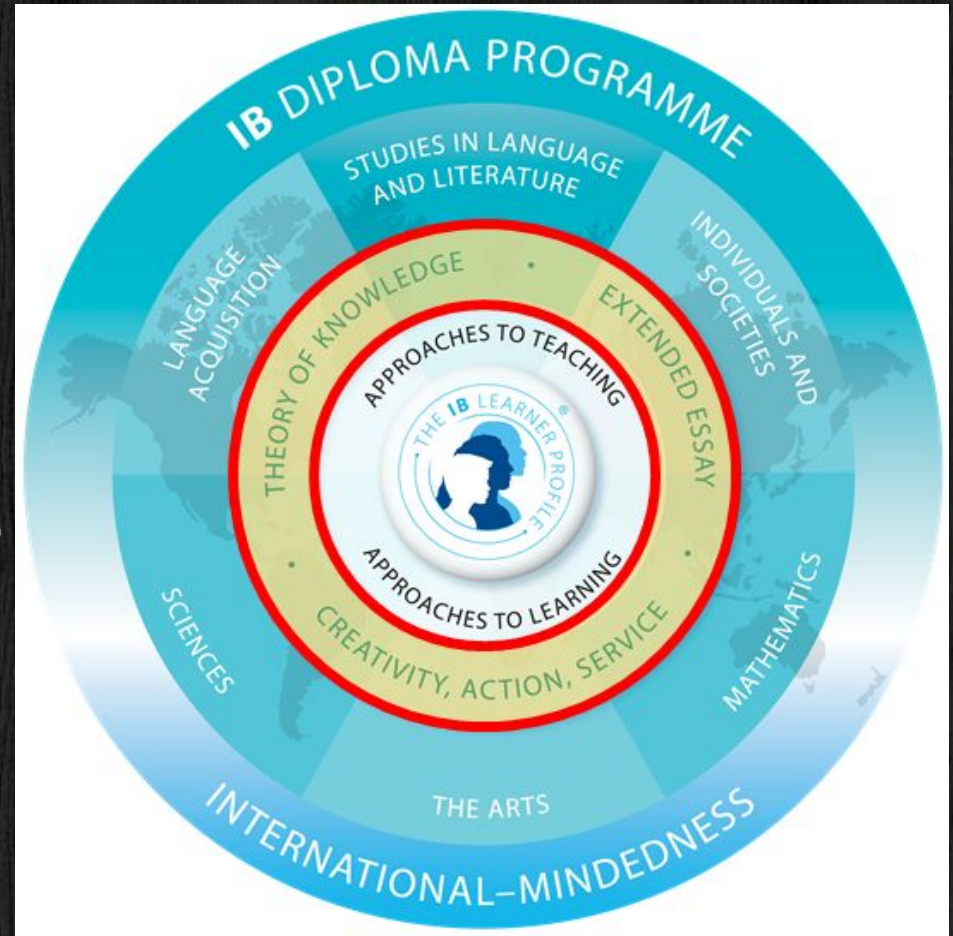 IB DIPLOMA PROGRAMME
STUDIES IN LANGUAGE
AND LITERATURE
LANGUAGE
ACQUISITION
INDIVIDUALS AND
SOCIETIES
THEORY OF KNOWLEDGE
EXTENDED ESSAY
APPROACHES TO TEACHING
THE IB LEARNER PROFILE®
APPROACHES TO LEARNING
CREATIVITY, ACTION, SERVICE
SCIENCES
MATHEMATICS
THE ARTS
INTERNATIONAL–MINDEDNESS